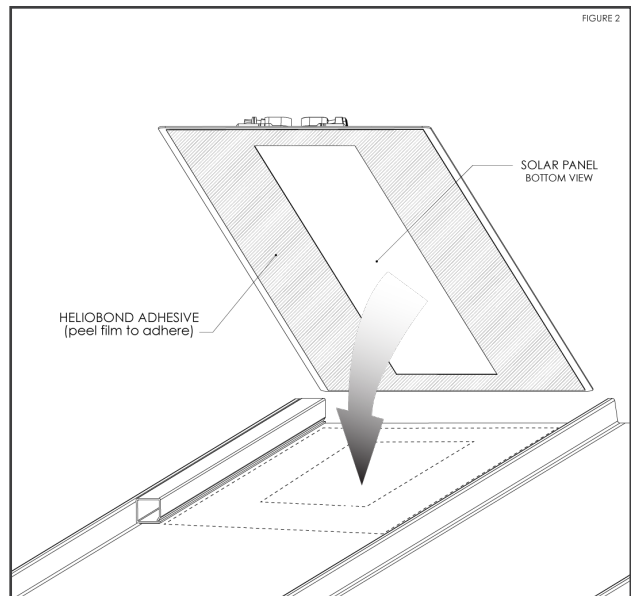 FIGURE 2
SOLAR PANEL
BOTTOM VIEW
HELIOBOND ADHESIVE
(peel film to adhere)